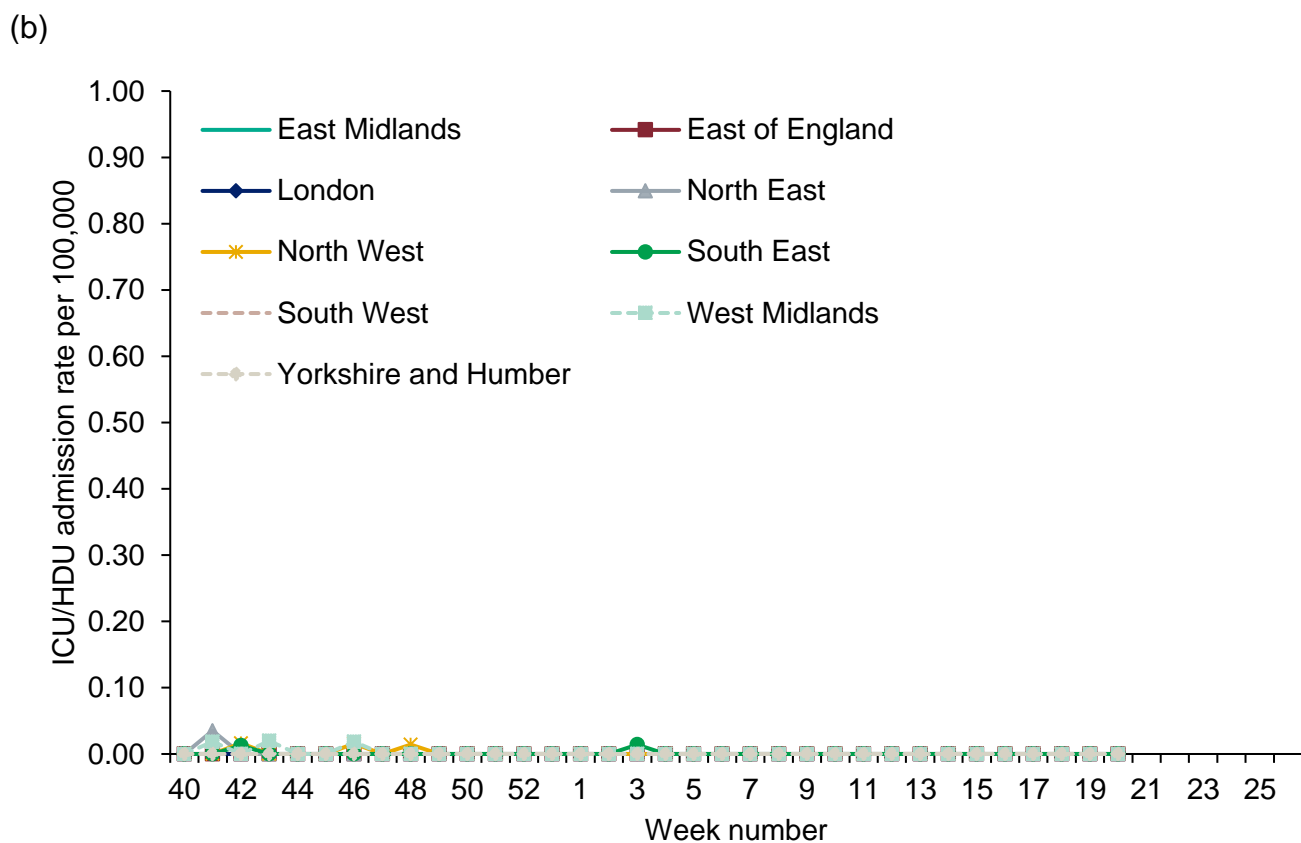 (b)
1.00
0.90
0.80
0.70
0.60
0.50
0.40
0.30
0.20
0.10
0.00
ICU/HDU admission rate per 100,000
East Midlands
East of England
London
North East
North West
South East
South West
West Midlands
Yorkshire and Humber
40 42 44 46 48 50 52 1 3 5 7 9 11 13 15 17 19 21 23 25
Week number